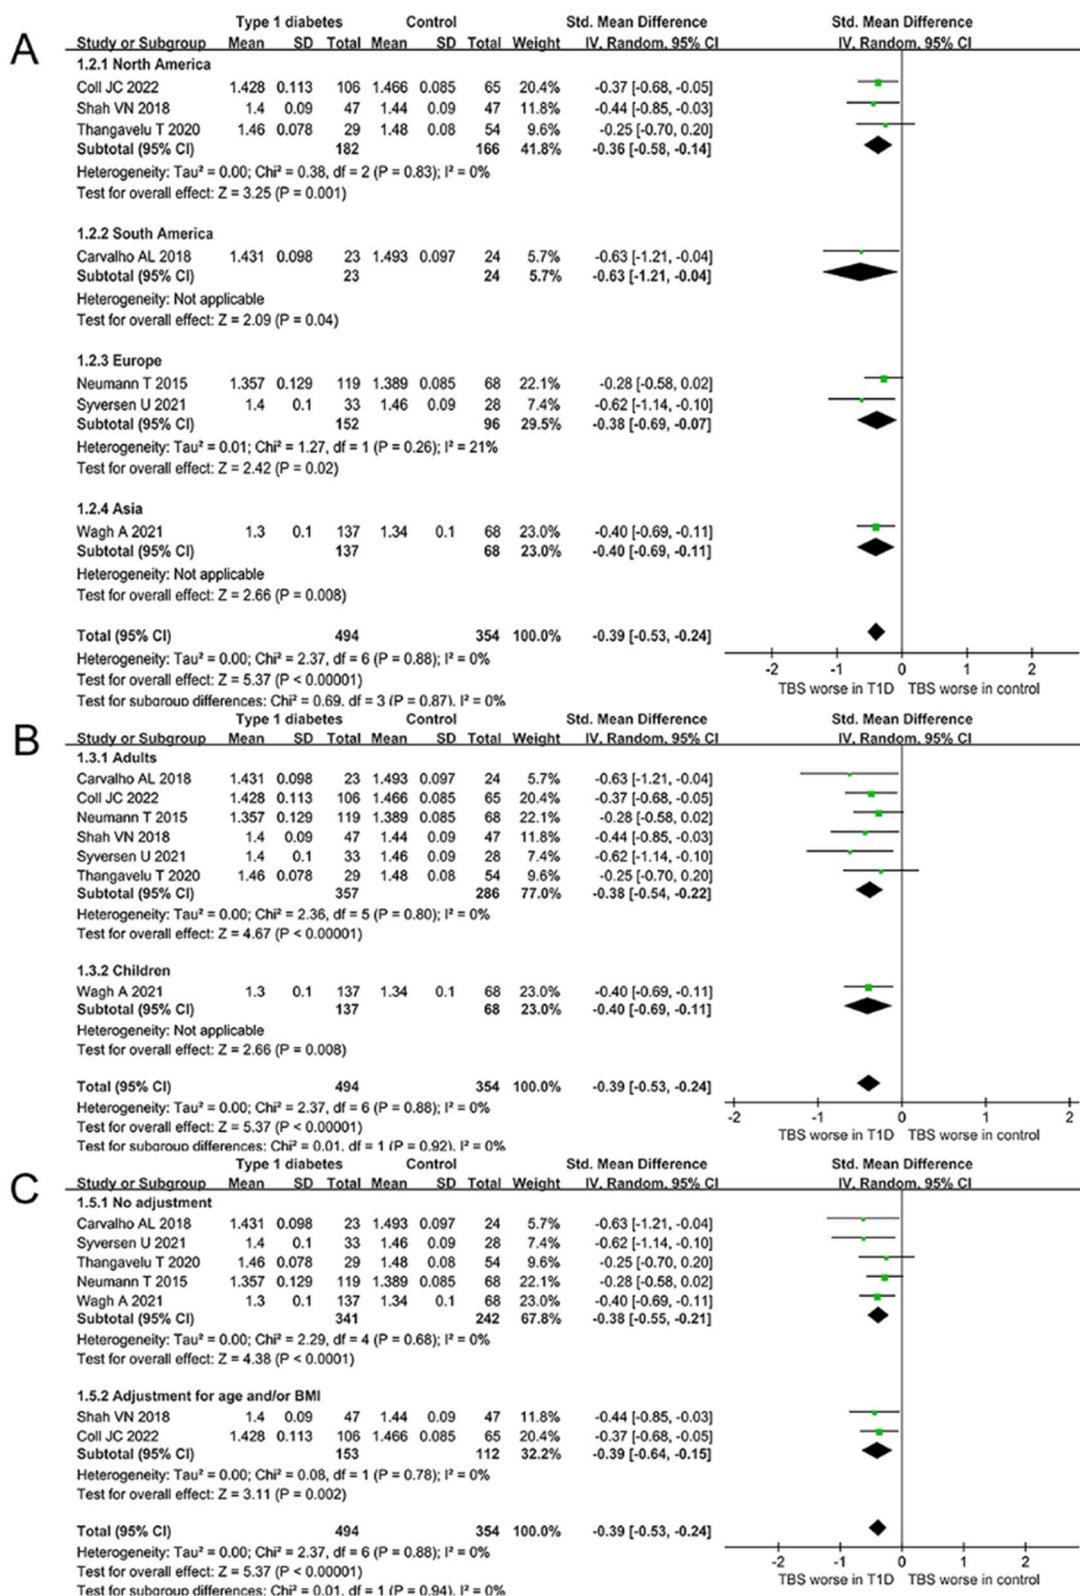 A
Type 1 diabetes Control Std. Mean Difference Std. Mean Difference
Study or Subgroup Mean SD Total Mean SD Total Weight IV, Random, 95% CI IV, Random, 95% CI
1.2.1 North America
Coll JC 2022 1.428 0.113 106 1.466 0.085 65 20.4% -0.37 [-0.68, -0.05]
Shah VN 2018 1.4 0.09 47 1.44 0.09 47 11.8% -0.44 [-0.85, -0.03]
Thangavelu T 2020 1.46 0.078 29 1.48 0.08 54 9.6% -0.25 [-0.70, 0.20]
Subtotal (95% CI) 182 166 41.8% -0.36 [-0.58, -0.14]
Heterogeneity: Tau² = 0.00; Chi² = 0.38, df = 2 (P = 0.83); I² = 0%
Test for overall effect: Z = 3.25 (P = 0.001)
1.2.2 South America
Carvalho AL 2018 1.431 0.098 23 1.493 0.097 24 5.7% -0.63 [-1.21, -0.04]
Subtotal (95% CI) 23 24 5.7% -0.63 [-1.21, -0.04]
Heterogeneity: Not applicable
Test for overall effect: Z = 2.09 (P = 0.04)
1.2.3 Europe
Neumann T 2015 1.357 0.129 119 1.389 0.085 68 22.1% -0.28 [-0.58, 0.02]
Syversen U 2021 1.4 0.1 33 1.46 0.09 28 7.4% -0.62 [-1.14, -0.10]
Subtotal (95% CI) 152 96 29.5% -0.38 [-0.69, -0.07]
Heterogeneity: Tau² = 0.01; Chi² = 1.27, df = 1 (P = 0.26); I² = 21%
Test for overall effect: Z = 2.42 (P = 0.02)
1.2.4 Asia
Wagh A 2021 1.3 0.1 137 1.34 0.1 68 23.0% -0.40 [-0.69, -0.11]
Subtotal (95% CI) 137 68 23.0% -0.40 [-0.69, -0.11]
Heterogeneity: Not applicable
Test for overall effect: Z = 2.66 (P = 0.008)
Total (95% CI) 494 354 100.0% -0.39 [-0.53, -0.24]
Heterogeneity: Tau² = 0.00; Chi² = 2.37, df = 6 (P = 0.88); I² = 0%
-2 -1 0 1 2
Test for overall effect: Z = 5.37 (P < 0.00001)
TBS worse in T1D TBS worse in control
Test for subgroup differences: Chi² = 0.69, df = 3 (P = 0.87), I² = 0%
B
Type 1 diabetes Control Std. Mean Difference Std. Mean Difference
Study or Subgroup Mean SD Total Mean SD Total Weight IV, Random, 95% CI IV, Random, 95% CI
1.3.1 Adults
Carvalho AL 2018 1.431 0.098 23 1.493 0.097 24 5.7% -0.63 [-1.21, -0.04]
Coll JC 2022 1.428 0.113 106 1.466 0.085 65 20.4% -0.37 [-0.68, -0.05]
Neumann T 2015 1.357 0.129 119 1.389 0.085 68 22.1% -0.28 [-0.58, 0.02]
Shah VN 2018 1.4 0.09 47 1.44 0.09 47 11.8% -0.44 [-0.85, -0.03]
Syversen U 2021 1.4 0.1 33 1.46 0.09 28 7.4% -0.62 [-1.14, -0.10]
Thangavelu T 2020 1.46 0.078 29 1.48 0.08 54 9.6% -0.25 [-0.70, 0.20]
Subtotal (95% CI) 357 286 77.0% -0.38 [-0.54, -0.22]
Heterogeneity: Tau² = 0.00; Chi² = 2.36, df = 5 (P = 0.80); I² = 0%
Test for overall effect: Z = 4.67 (P < 0.00001)
1.3.2 Children
Wagh A 2021 1.3 0.1 137 1.34 0.1 68 23.0% -0.40 [-0.69, -0.11]
Subtotal (95% CI) 137 68 23.0% -0.40 [-0.69, -0.11]
Heterogeneity: Not applicable
Test for overall effect: Z = 2.66 (P = 0.008)
Total (95% CI) 494 354 100.0% -0.39 [-0.53, -0.24]
Heterogeneity: Tau² = 0.00; Chi² = 2.37, df = 6 (P = 0.88); I² = 0%
-2 -1 0 1 2
Test for overall effect: Z = 5.37 (P < 0.00001)
TBS worse in T1D TBS worse in control
Test for subgroup differences: Chi² = 0.01, df = 1 (P = 0.92), I² = 0%
C
Type 1 diabetes Control Std. Mean Difference Std. Mean Difference
Study or Subgroup Mean SD Total Mean SD Total Weight IV, Random, 95% CI IV, Random, 95% CI
1.5.1 No adjustment
Carvalho AL 2018 1.431 0.098 23 1.493 0.097 24 5.7% -0.63 [-1.21, -0.04]
Syversen U 2021 1.4 0.1 33 1.46 0.09 28 7.4% -0.62 [-1.14, -0.10]
Thangavelu T 2020 1.46 0.078 29 1.48 0.08 54 9.6% -0.25 [-0.70, 0.20]
Neumann T 2015 1.357 0.129 119 1.389 0.085 68 22.1% -0.28 [-0.58, 0.02]
Wagh A 2021 1.3 0.1 137 1.34 0.1 68 23.0% -0.40 [-0.69, -0.11]
Subtotal (95% CI) 341 242 67.8% -0.38 [-0.55, -0.21]
Heterogeneity: Tau² = 0.00; Chi² = 2.29, df = 4 (P = 0.68); I² = 0%
Test for overall effect: Z = 4.38 (P < 0.0001)
1.5.2 Adjustment for age and/or BMI
Shah VN 2018 1.4 0.09 47 1.44 0.09 47 11.8% -0.44 [-0.85, -0.03]
Coll JC 2022 1.428 0.113 106 1.466 0.085 65 20.4% -0.37 [-0.68, -0.05]
Subtotal (95% CI) 153 112 32.2% -0.39 [-0.64, -0.15]
Heterogeneity: Tau² = 0.00; Chi² = 0.08, df = 1 (P = 0.78); I² = 0%
Test for overall effect: Z = 3.11 (P = 0.002)
Total (95% CI) 494 354 100.0% -0.39 [-0.53, -0.24]
Heterogeneity: Tau² = 0.00; Chi² = 2.37, df = 6 (P = 0.88); I² = 0%
-2 -1 0 1 2
Test for overall effect: Z = 5.37 (P < 0.00001)
TBS worse in T1D TBS worse in control
Test for subgroup differences: Chi² = 0.01, df = 1 (P = 0.94), I² = 0%